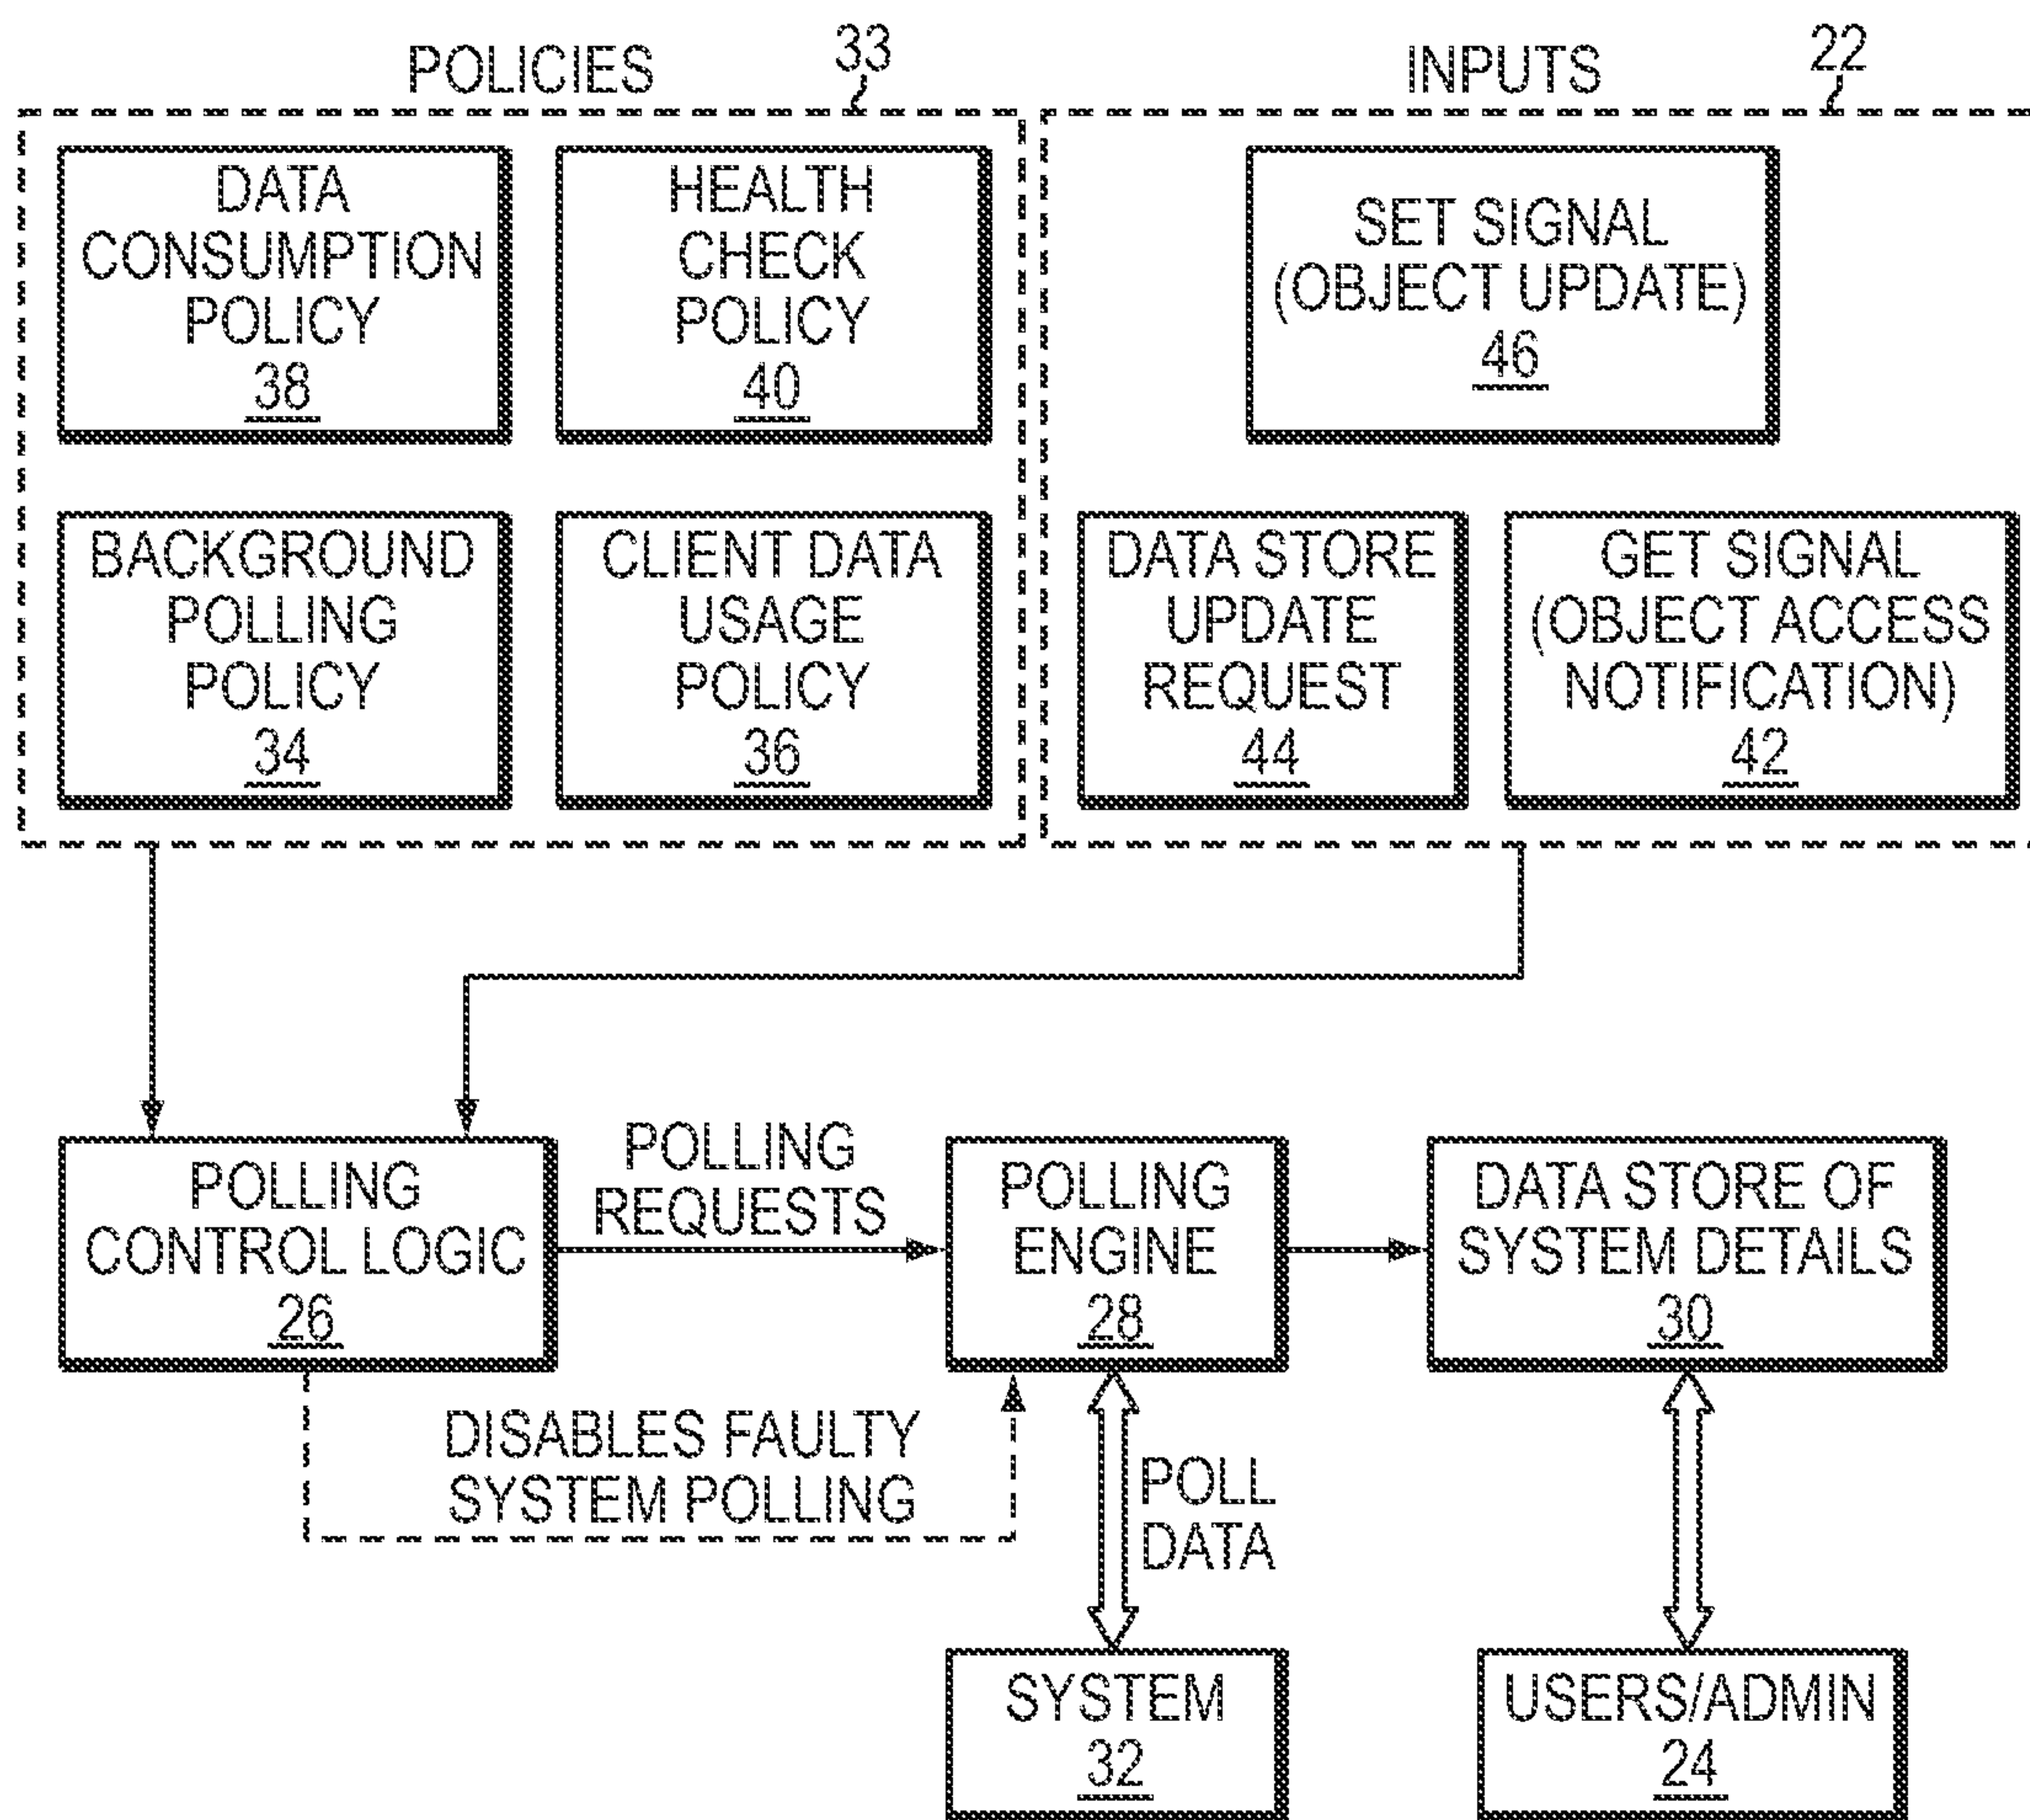 POLICIES
33
INPUTS
22
DATA
CONSUMPTION
POLICY
38
HEALTH
CHECK
POLICY
40
SET SIGNAL
(OBJECT UPDATE)
46
BACKGROUND
POLLING
POLICY
34
CLIENT DATA
USAGE
POLICY
36
DATA STORE
UPDATE
REQUEST
44
GET SIGNAL
(OBJECT ACCESS
NOTIFICATION)
42
POLLING
CONTROL LOGIC
26
POLLING
REQUESTS
POLLING
ENGINE
28
DATA STORE OF
SYSTEM DETAILS
30
DISABLES FAULTY
SYSTEM POLLING
POLL
DATA
SYSTEM
32
USERS/ADMIN
24